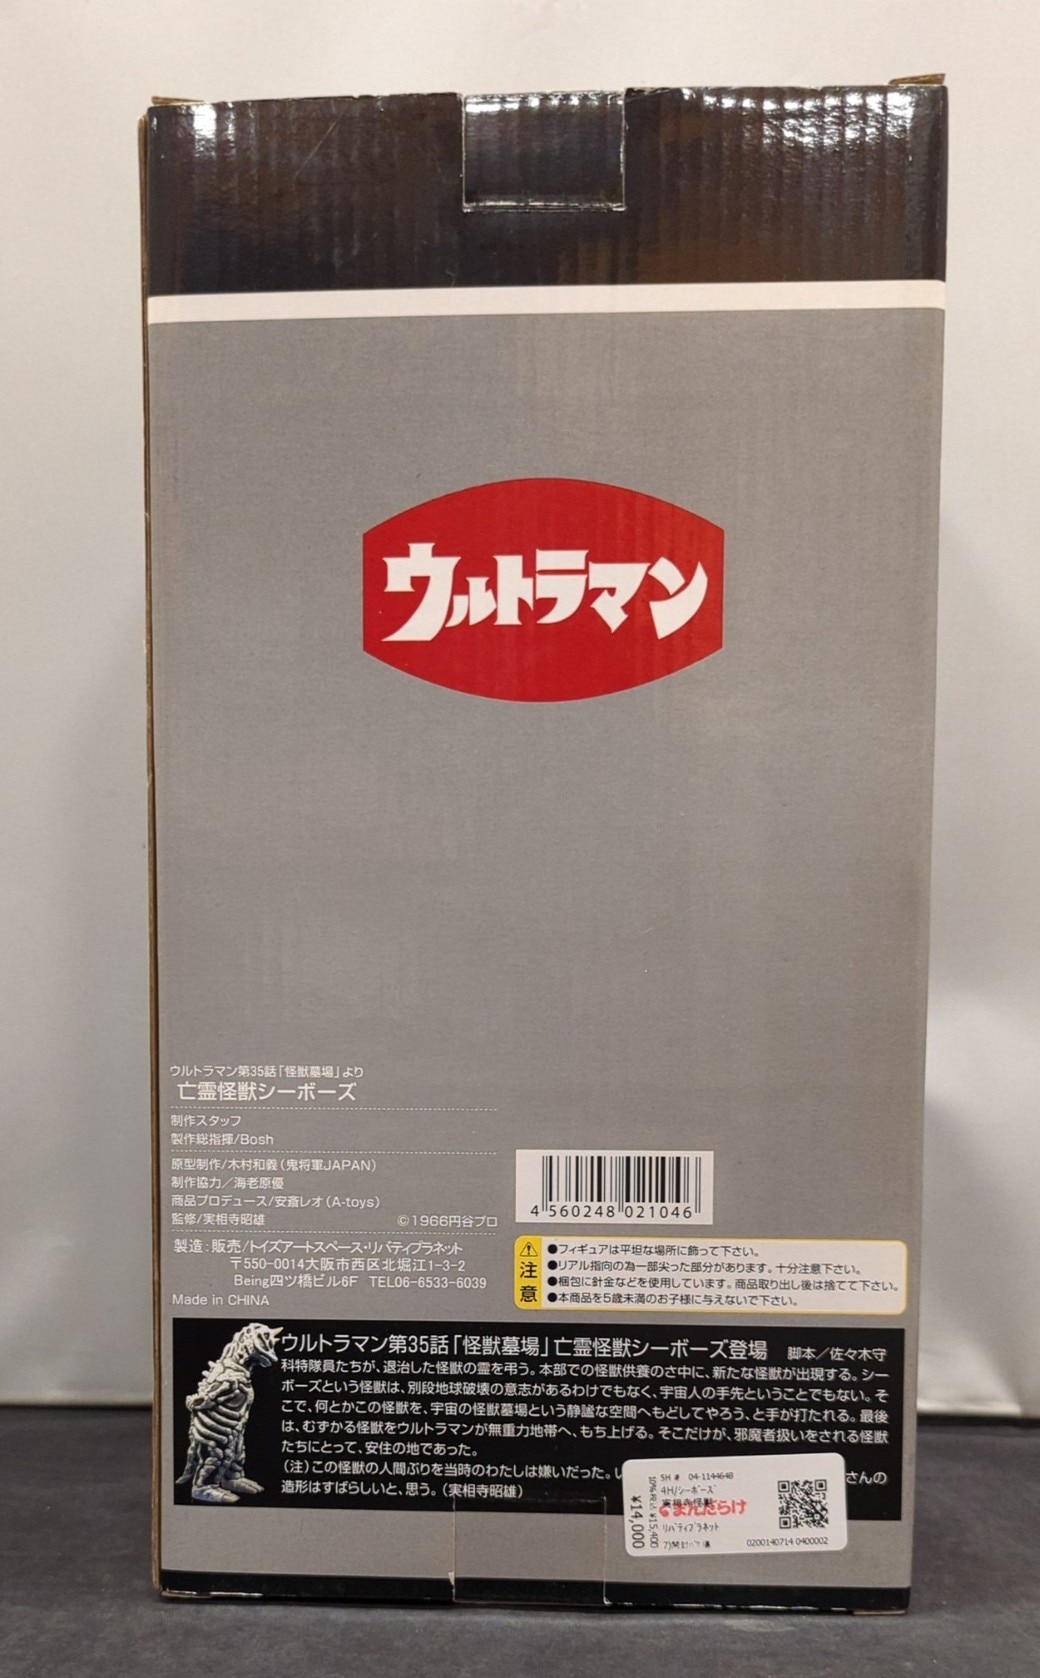 ウルトラマン
ウルトラマン第35話「怪獣墓場」より
亡霊怪獣シーボーズ
制作スタッフ
製作総指揮/Bosh
原型制作/木村和義(鬼将軍JAPAN)
制作協力/海老原優
商品プロデュース/安斎レオ(A-toys)
監修/実相寺昭雄
©1966円谷プロ
製造:販売/トイズアートスペース・リバティプラネット
〒550-0014大阪市西区北堀江1-3-2
Being四ツ橋ビル6F TEL06-6533-6039
Made in CHINA
4 560248 021046
注意
●フィギュアは平坦な場所に飾って下さい。
●リアル指向の為一部尖った部分があります。十分注意下さい。
●梱包に針金などを使用しています。商品取り出し後は捨てて下さい。
●本商品を5歳未満のお子様に与えないで下さい。
ウルトラマン第35話「怪獣墓場」亡霊怪獣シーボーズ登場 脚本/佐々木守
科特隊員たちが、退治した怪獣の霊を弔う。本部での怪獣供養のさ中に、新たな怪獣が出現する。シー
ボーズという怪獣は、別段地球破壊の意志があるわけでもなく、宇宙人の手先ということでもない。そ
こで、何とかこの怪獣を、宇宙の怪獣墓場という静謐な空間へもどしてやろう、と手が打たれる。最後
は、むずかる怪獣をウルトラマンが無重力地帯へ、もち上げる。そこだけが、邪魔者扱いをされる怪獣
たちにとって、安住の地であった。
(注)この怪獣の人間ぶりを当時のわたしは嫌いだった。 さんの
造形はすばらしいと、思う。(実相寺昭雄)
SH # 04-1144648
4H/シーボーズ
実相寺怪獣
まんだらけ
リバティプラネット
¥14,000
10%税込 ¥15,400
0200140714 0400002